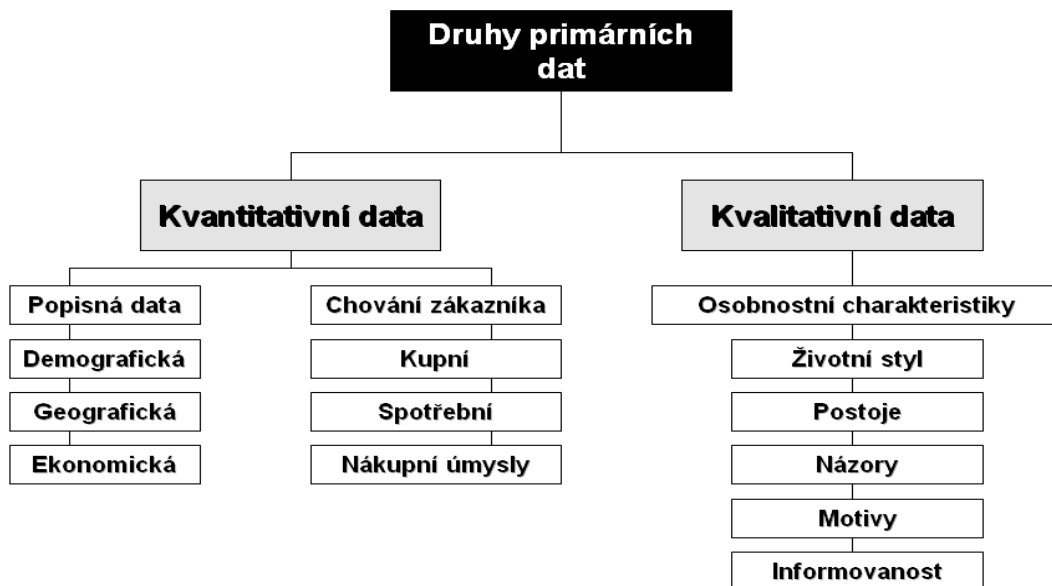 Druhy primárních
dat
Kvantitativní data
Kvalitativní data
Popisná data
Demografická
Geografická
Ekonomická
Chování zákazníka
Kupní
Spotřební
Nákupní úmysly
Osobnostní charakteristiky
Životní styl
Postoje
Názory
Motivy
Informovanost